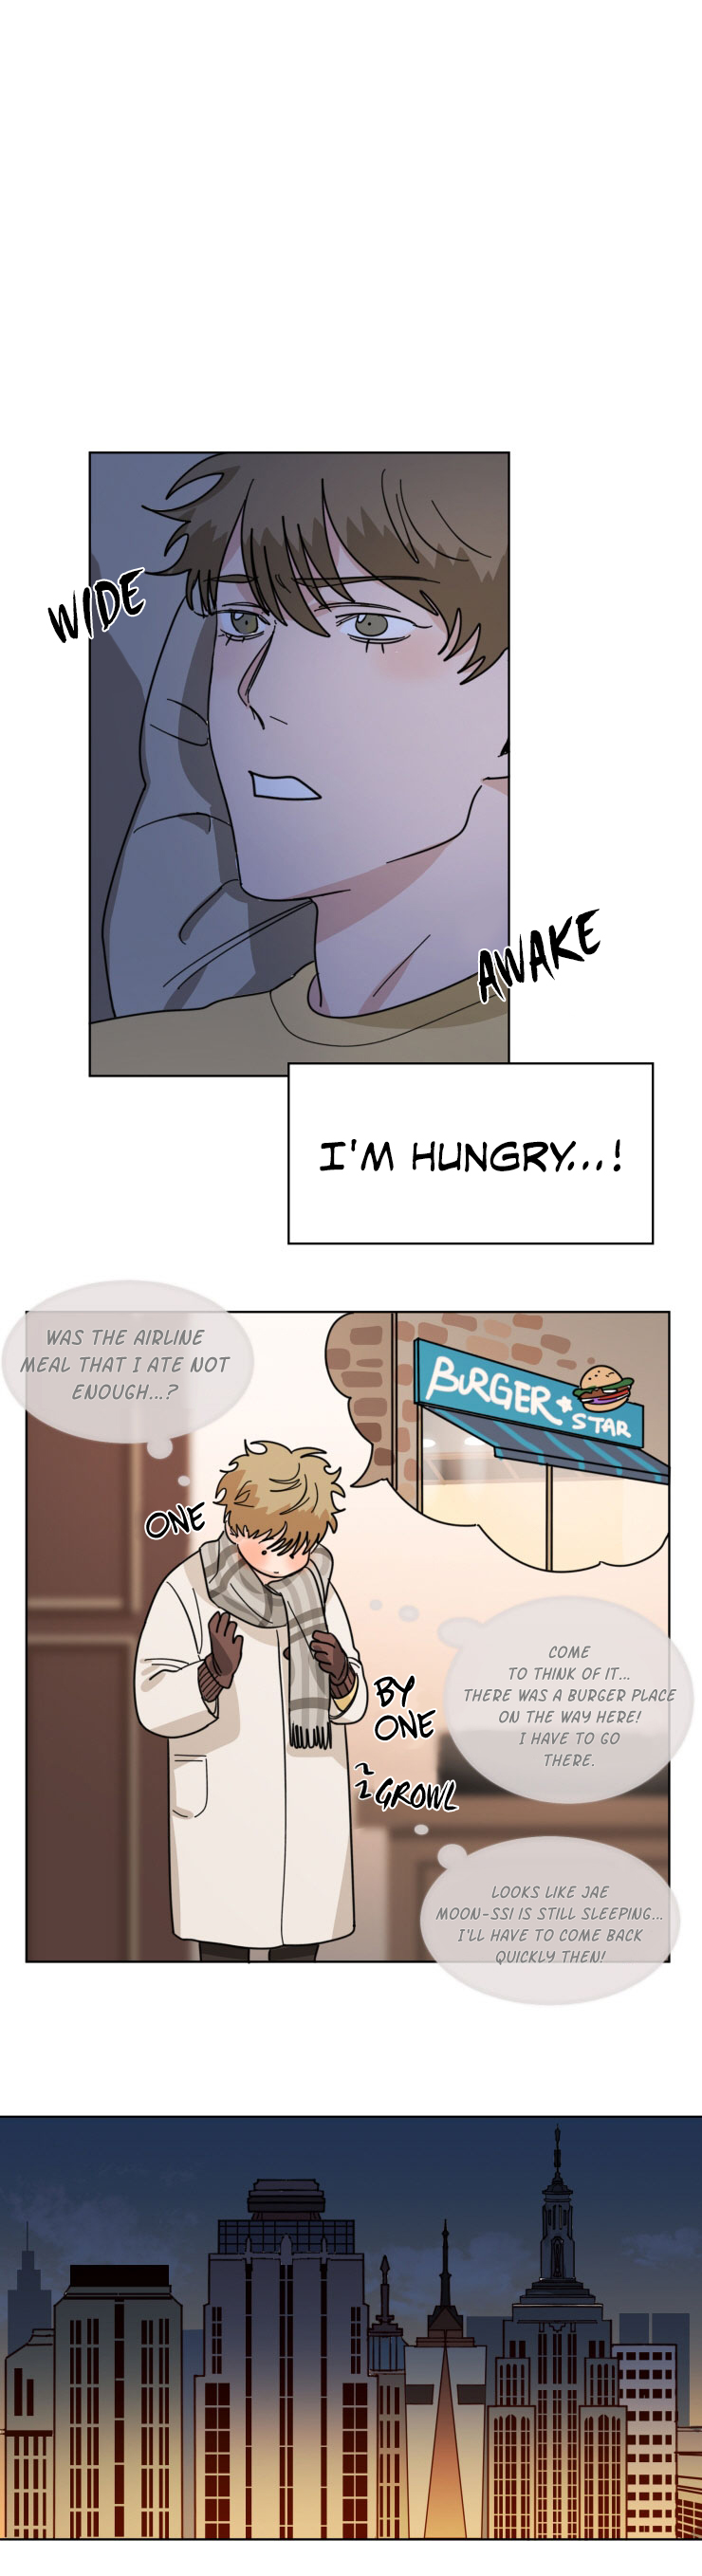 WIDE
AWAKE
I'M HUNGRY...!
WAS THE AIRLINE
MEAL THAT I ATE NOT
ENOUGH...?
BURGER
STAR
ONE
BY
ONE
GROWL
COME
TO THINK OF IT...
THERE WAS A BURGER PLACE
ON THE WAY HERE!
I HAVE TO GO
THERE.
LOOKS LIKE JAE
MOON-SSI IS STILL SLEEPING...
I'LL HAVE TO COME BACK
QUICKLY THEN!